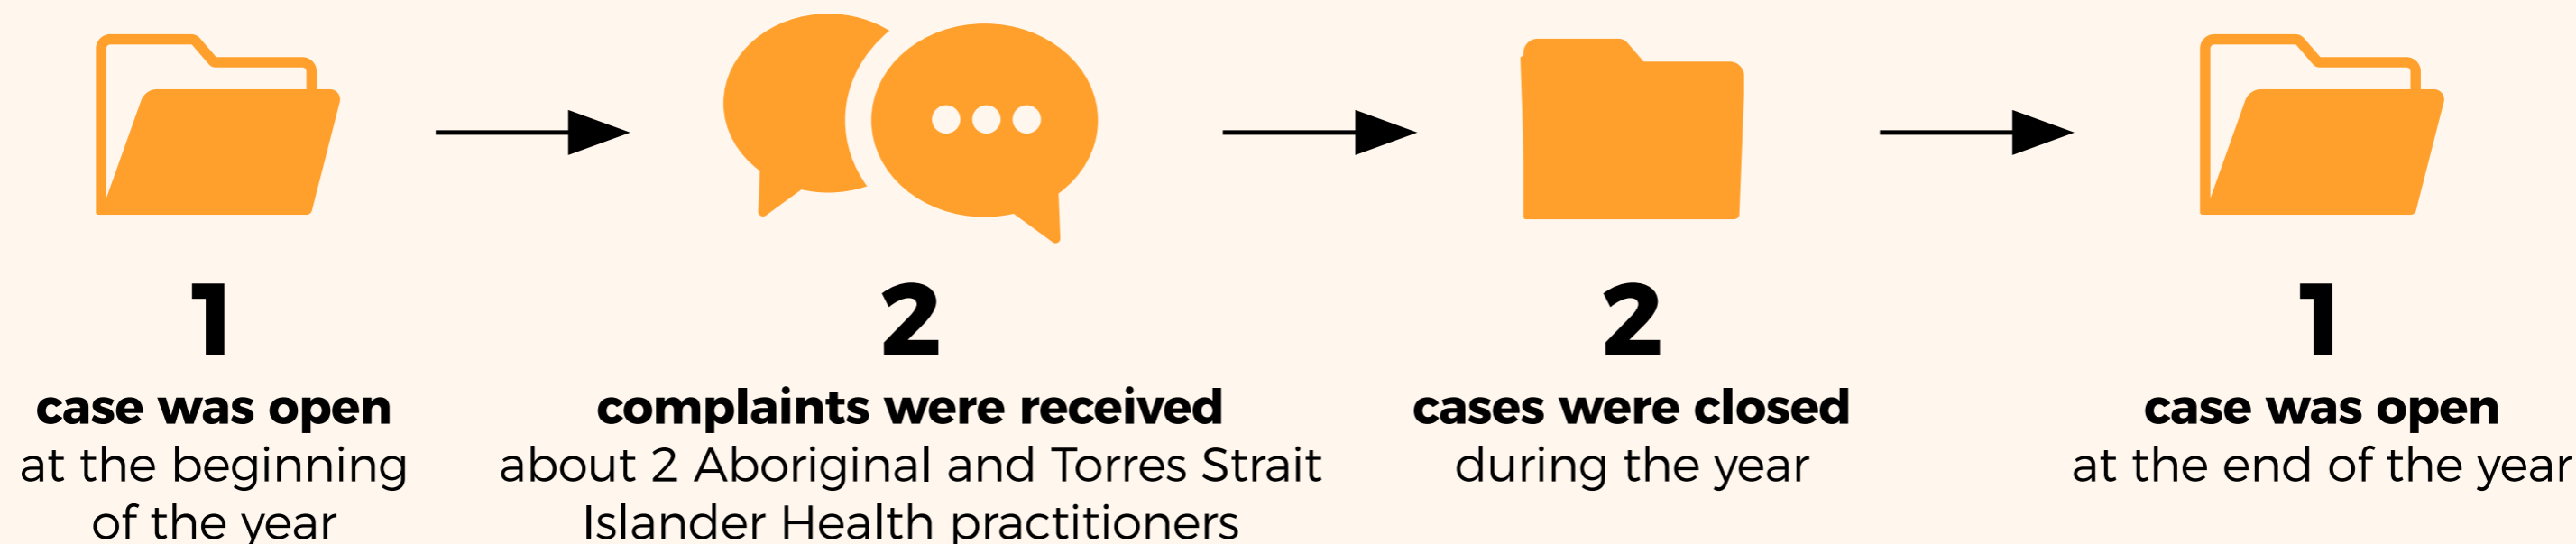 1
case was open
at the beginning
of the year
2
complaints were received
about 2 Aboriginal and Torres Strait
Islander Health practitioners
2
cases were closed
during the year
1
case was open
at the end of the year